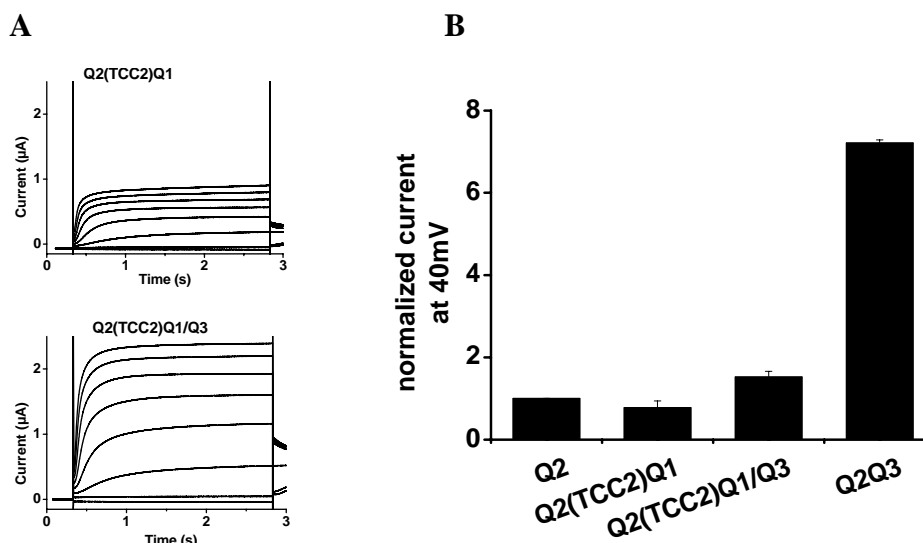 A
B
Q2(TCC2)Q1
2
1
0
Current (µA)
0
1
2
3
Time (s)
Q2(TCC2)Q1/Q3
2
1
0
Current (µA)
0
1
2
3
Time (s)
8
6
4
2
0
normalized current
at 40mV
Q2
Q2(TCC2)Q1
Q2(TCC2)Q1/Q3
Q2Q3